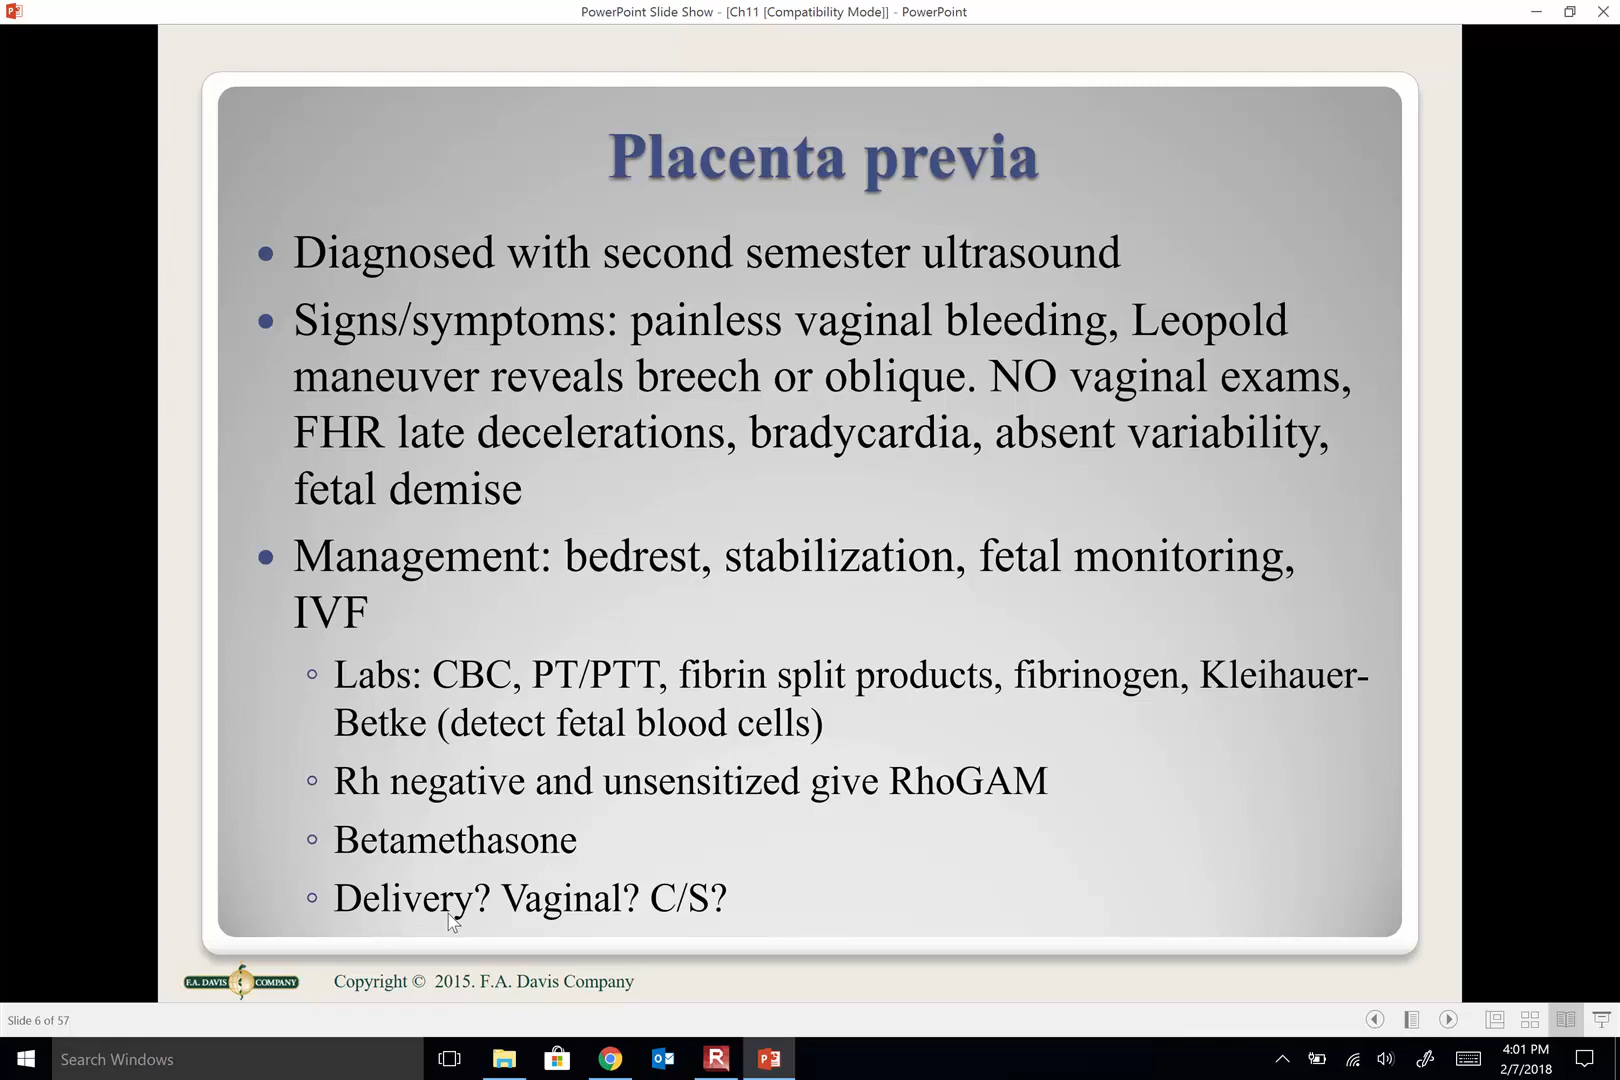 PowerPoint Slide Show - [Ch11 [Compatibility Mode]] - PowerPoint
Placenta previa
• Diagnosed with second semester ultrasound
• Signs/symptoms: painless vaginal bleeding, Leopold
maneuver reveals breech or oblique. NO vaginal exams,
FHR late decelerations, bradycardia, absent variability,
fetal demise
• Management: bedrest, stabilization, fetal monitoring,
IVF
◦ Labs: CBC, PT/PTT, fibrin split products, fibrinogen, Kleihauer-
Betke (detect fetal blood cells)
◦ Rh negative and unsensitized give RhoGAM
◦ Betamethasone
◦ Delivery? Vaginal? C/S?
F.A. DAVIS COMPANY
Copyright © 2015. F.A. Davis Company
Slide 6 of 57
Search Windows
4:01 PM
2/7/2018